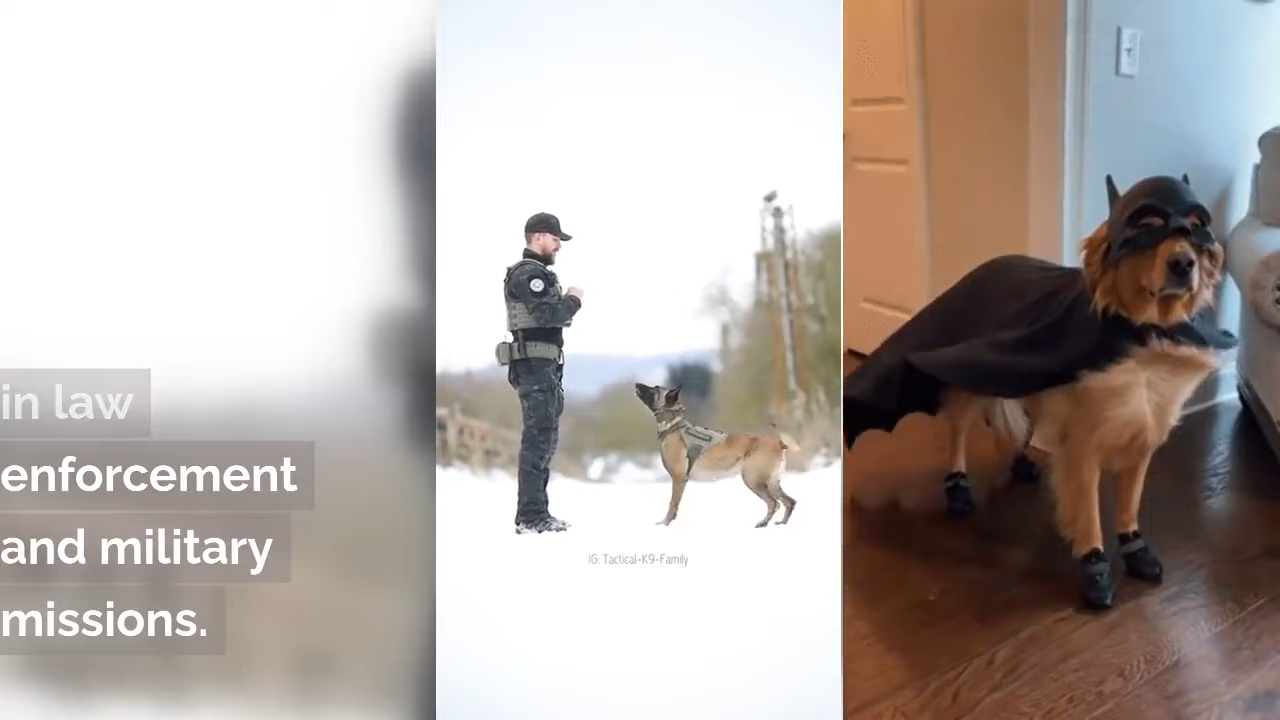 in law
enforcement
and military
missions.
IG: Tactical-K9-Family